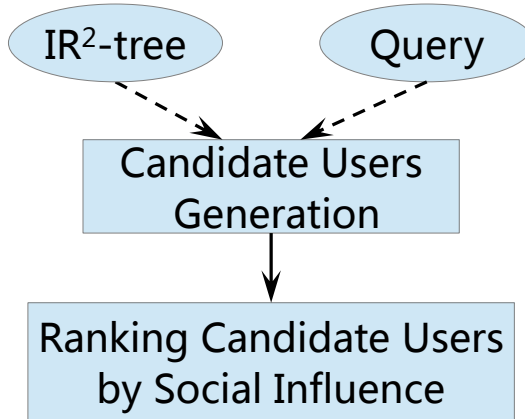 IR²-tree
Query
Candidate Users
Generation
Ranking Candidate Users
by Social Influence